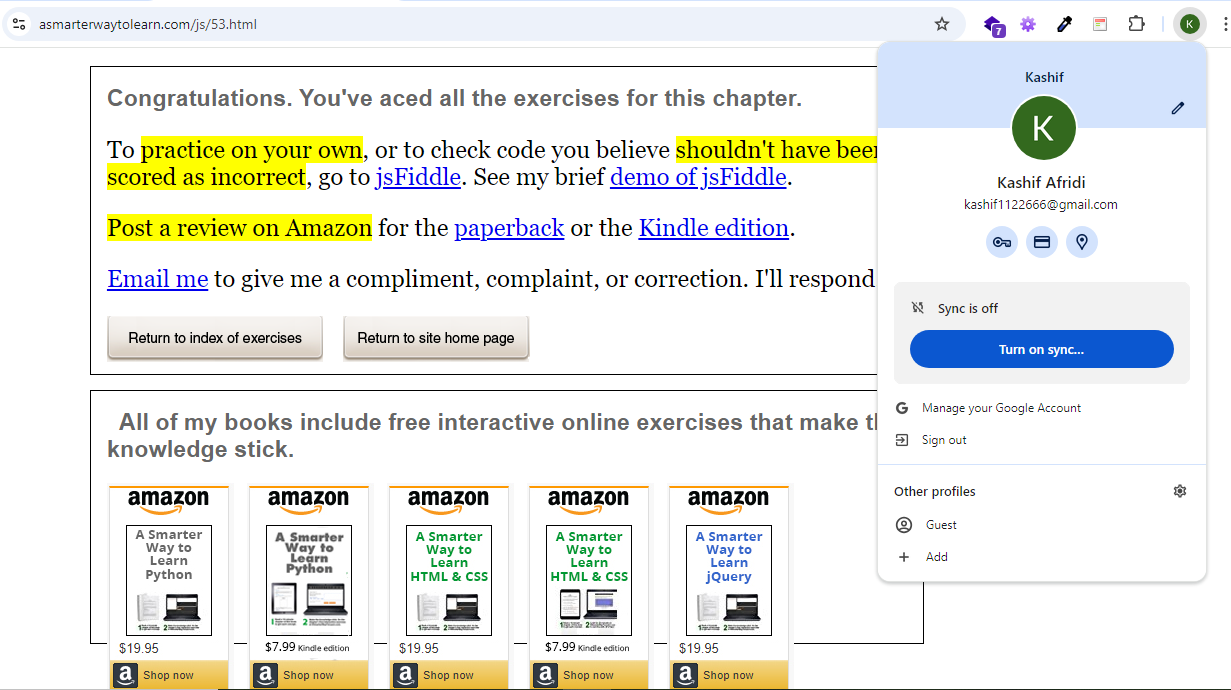 asmarterwaytolearn.com/js/53.html
7
K
Congratulations. You've aced all the exercises for this chapter.
To practice on your own, or to check code you believe shouldn't have been
scored as incorrect, go to jsFiddle. See my brief demo of jsFiddle.
Post a review on Amazon for the paperback or the Kindle edition.
Email me to give me a compliment, complaint, or correction. I'll respond
Return to index of exercises
Return to site home page
All of my books include free interactive online exercises that make
knowledge stick.
amazon
A Smarter
Way to
Learn
Python
$19.95
a Shop now
amazon
A Smarter
Way to
Learn
Python
$7.99 Kindle edition
a Shop now
amazon
A Smarter
Way to
Learn
HTML & CSS
$19.95
a Shop now
amazon
A Smarter
Way to
Learn
HTML & CSS
$7.99 Kindle edition
a Shop now
amazon
A Smarter
Way to
Learn
jQuery
$19.95
a Shop now
Kashif
K
Kashif Afridi
kashif1122666@gmail.com
Sync is off
Turn on sync...
G Manage your Google Account
Sign out
Other profiles
Guest
Add